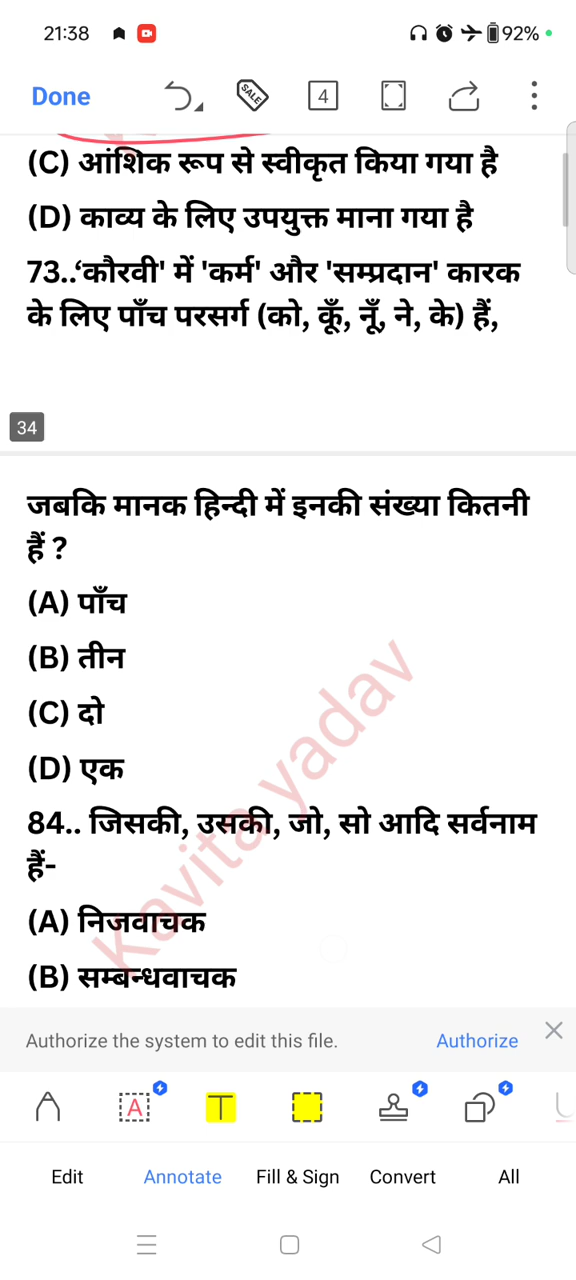 21:38
92%
Done
SALE
4
(C) आंशिक रूप से स्वीकृत किया गया है
(D) काव्य के लिए उपयुक्त माना गया है
73..‘कौरवी' में 'कर्म' और 'सम्प्रदान' कारक
के लिए पाँच परसर्ग (को, कूँ, नूँ, ने, के) हैं,
34
जबकि मानक हिन्दी में इनकी संख्या कितनी
हैं ?
(A) पाँच
(B) तीन
(C) दो
(D) एक
84.. जिसकी, उसकी, जो, सो आदि सर्वनाम
हैं-
(A) निजवाचक
(B) सम्बन्धवाचक
Kavita yadav
Authorize the system to edit this file.
Authorize
A
T
Edit
Annotate
Fill & Sign
Convert
All